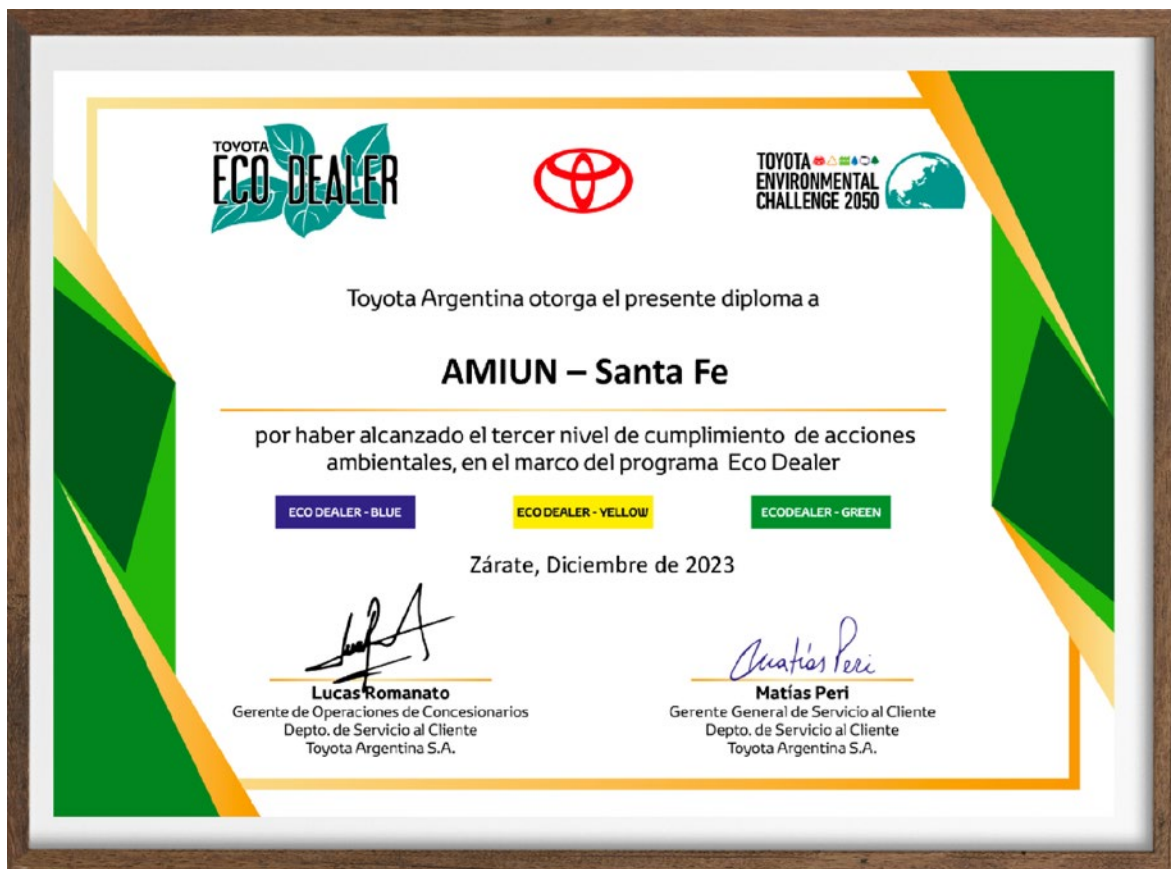 TOYOTA
ECO DEALER
TOYOTA
ENVIRONMENTAL
CHALLENGE 2050
Toyota Argentina otorga el presente diploma a
AMIUN – Santa Fe
por haber alcanzado el tercer nivel de cumplimiento de acciones
ambientales, en el marco del programa Eco Dealer
ECO DEALER - BLUE
ECO DEALER - YELLOW
ECODEALER - GREEN
Zárate, Diciembre de 2023
Matías Peri
Lucas Romanato
Gerente de Operaciones de Concesionarios
Depto. de Servicio al Cliente
Toyota Argentina S.A.
Matías Peri
Gerente General de Servicio al Cliente
Depto. de Servicio al Cliente
Toyota Argentina S.A.